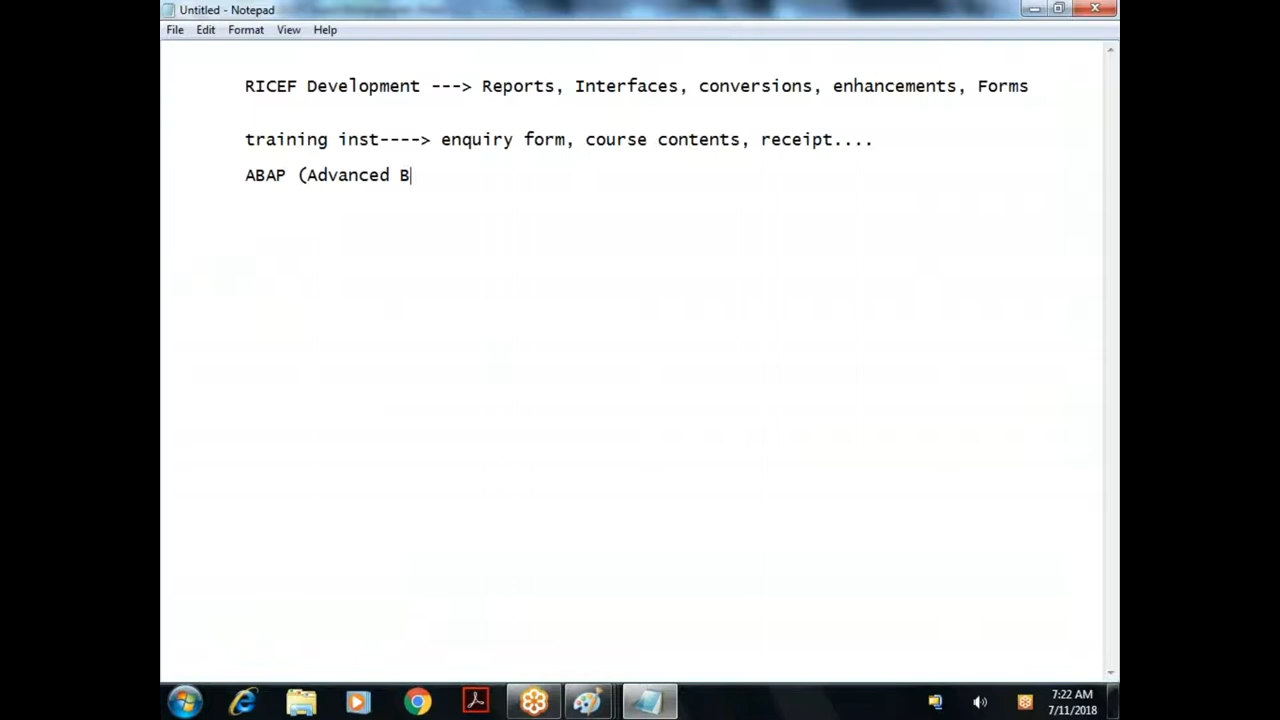 Untitled - Notepad
File Edit Format View Help
RICEF Development ---> Reports, Interfaces, conversions, enhancements, Forms
training inst----> enquiry form, course contents, receipt....
ABAP (Advanced B
7:22 AM
7/11/2018